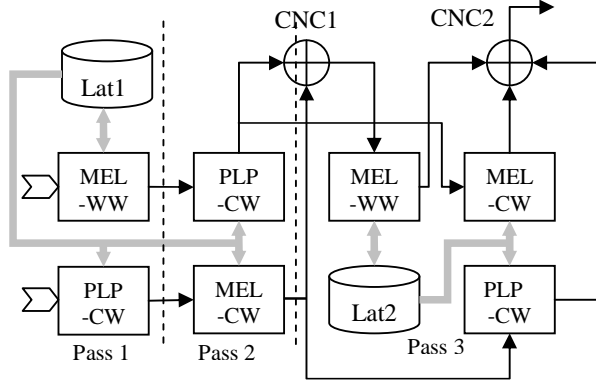 CNC1
CNC2
Lat1
MEL
-WW
PLP
-CW
MEL
-WW
MEL
-CW
PLP
-CW
MEL
-CW
Lat2
PLP
-CW
Pass 1
Pass 2
Pass 3